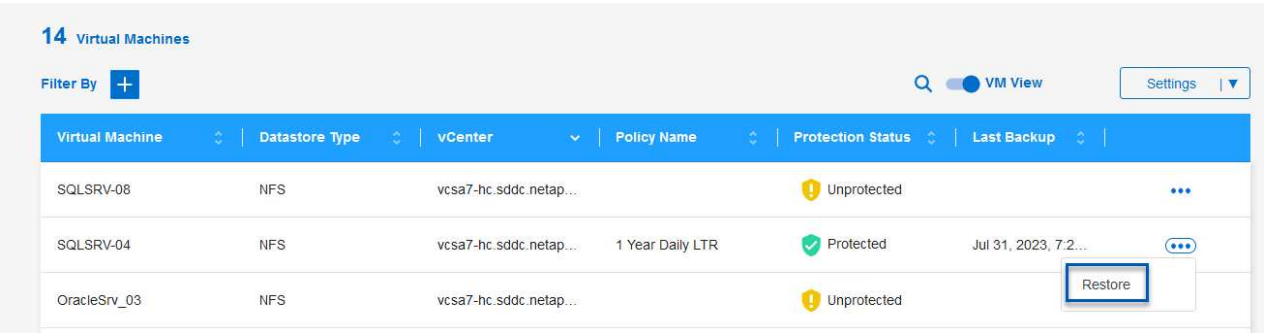 14 Virtual Machines
Filter By
VM View
Settings
Virtual Machine Datastore Type vCenter Policy Name Protection Status Last Backup
SQLSRV-08 NFS vcsa7-hc.sddc.netap... Unprotected
SQLSRV-04 NFS vcsa7-hc.sddc.netap... 1 Year Daily LTR Protected Jul 31, 2023, 7:2...
Restore
OracleSrv_03 NFS vcsa7-hc.sddc.netap... Unprotected